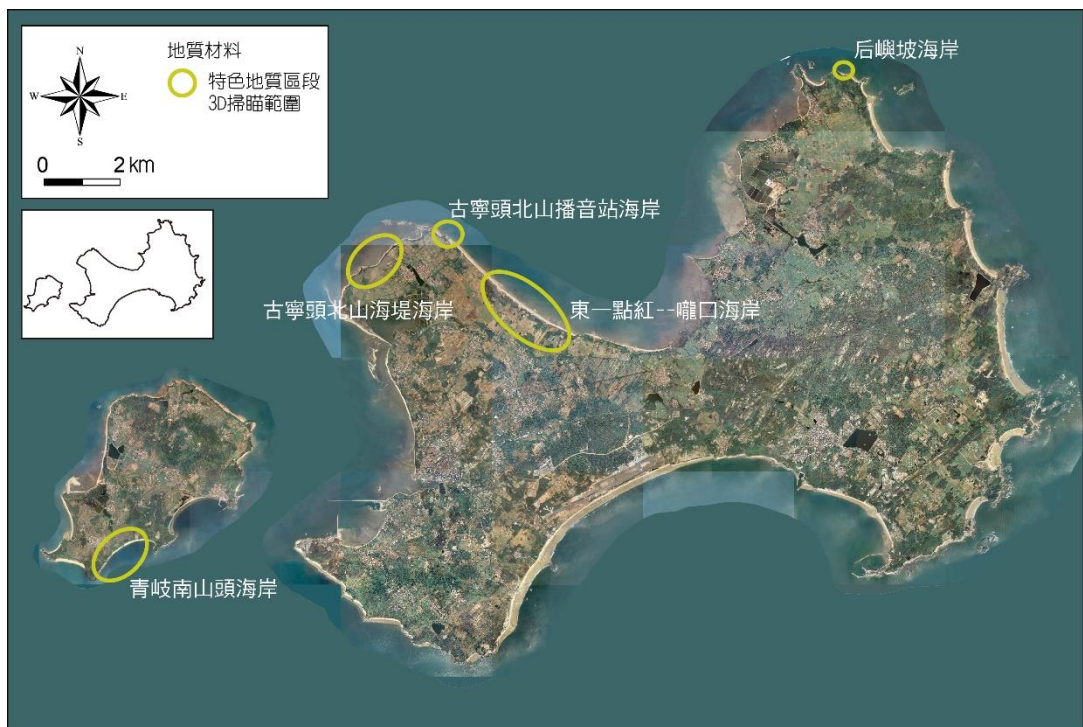 N
W
E
S
0
2 km
地質材料
特色地質區段
3D掃瞄範圍
后嶼坡海岸
古寧頭北山播音站海岸
古寧頭北山海堤海岸
東一點紅--嚨口海岸
青岐南山頭海岸